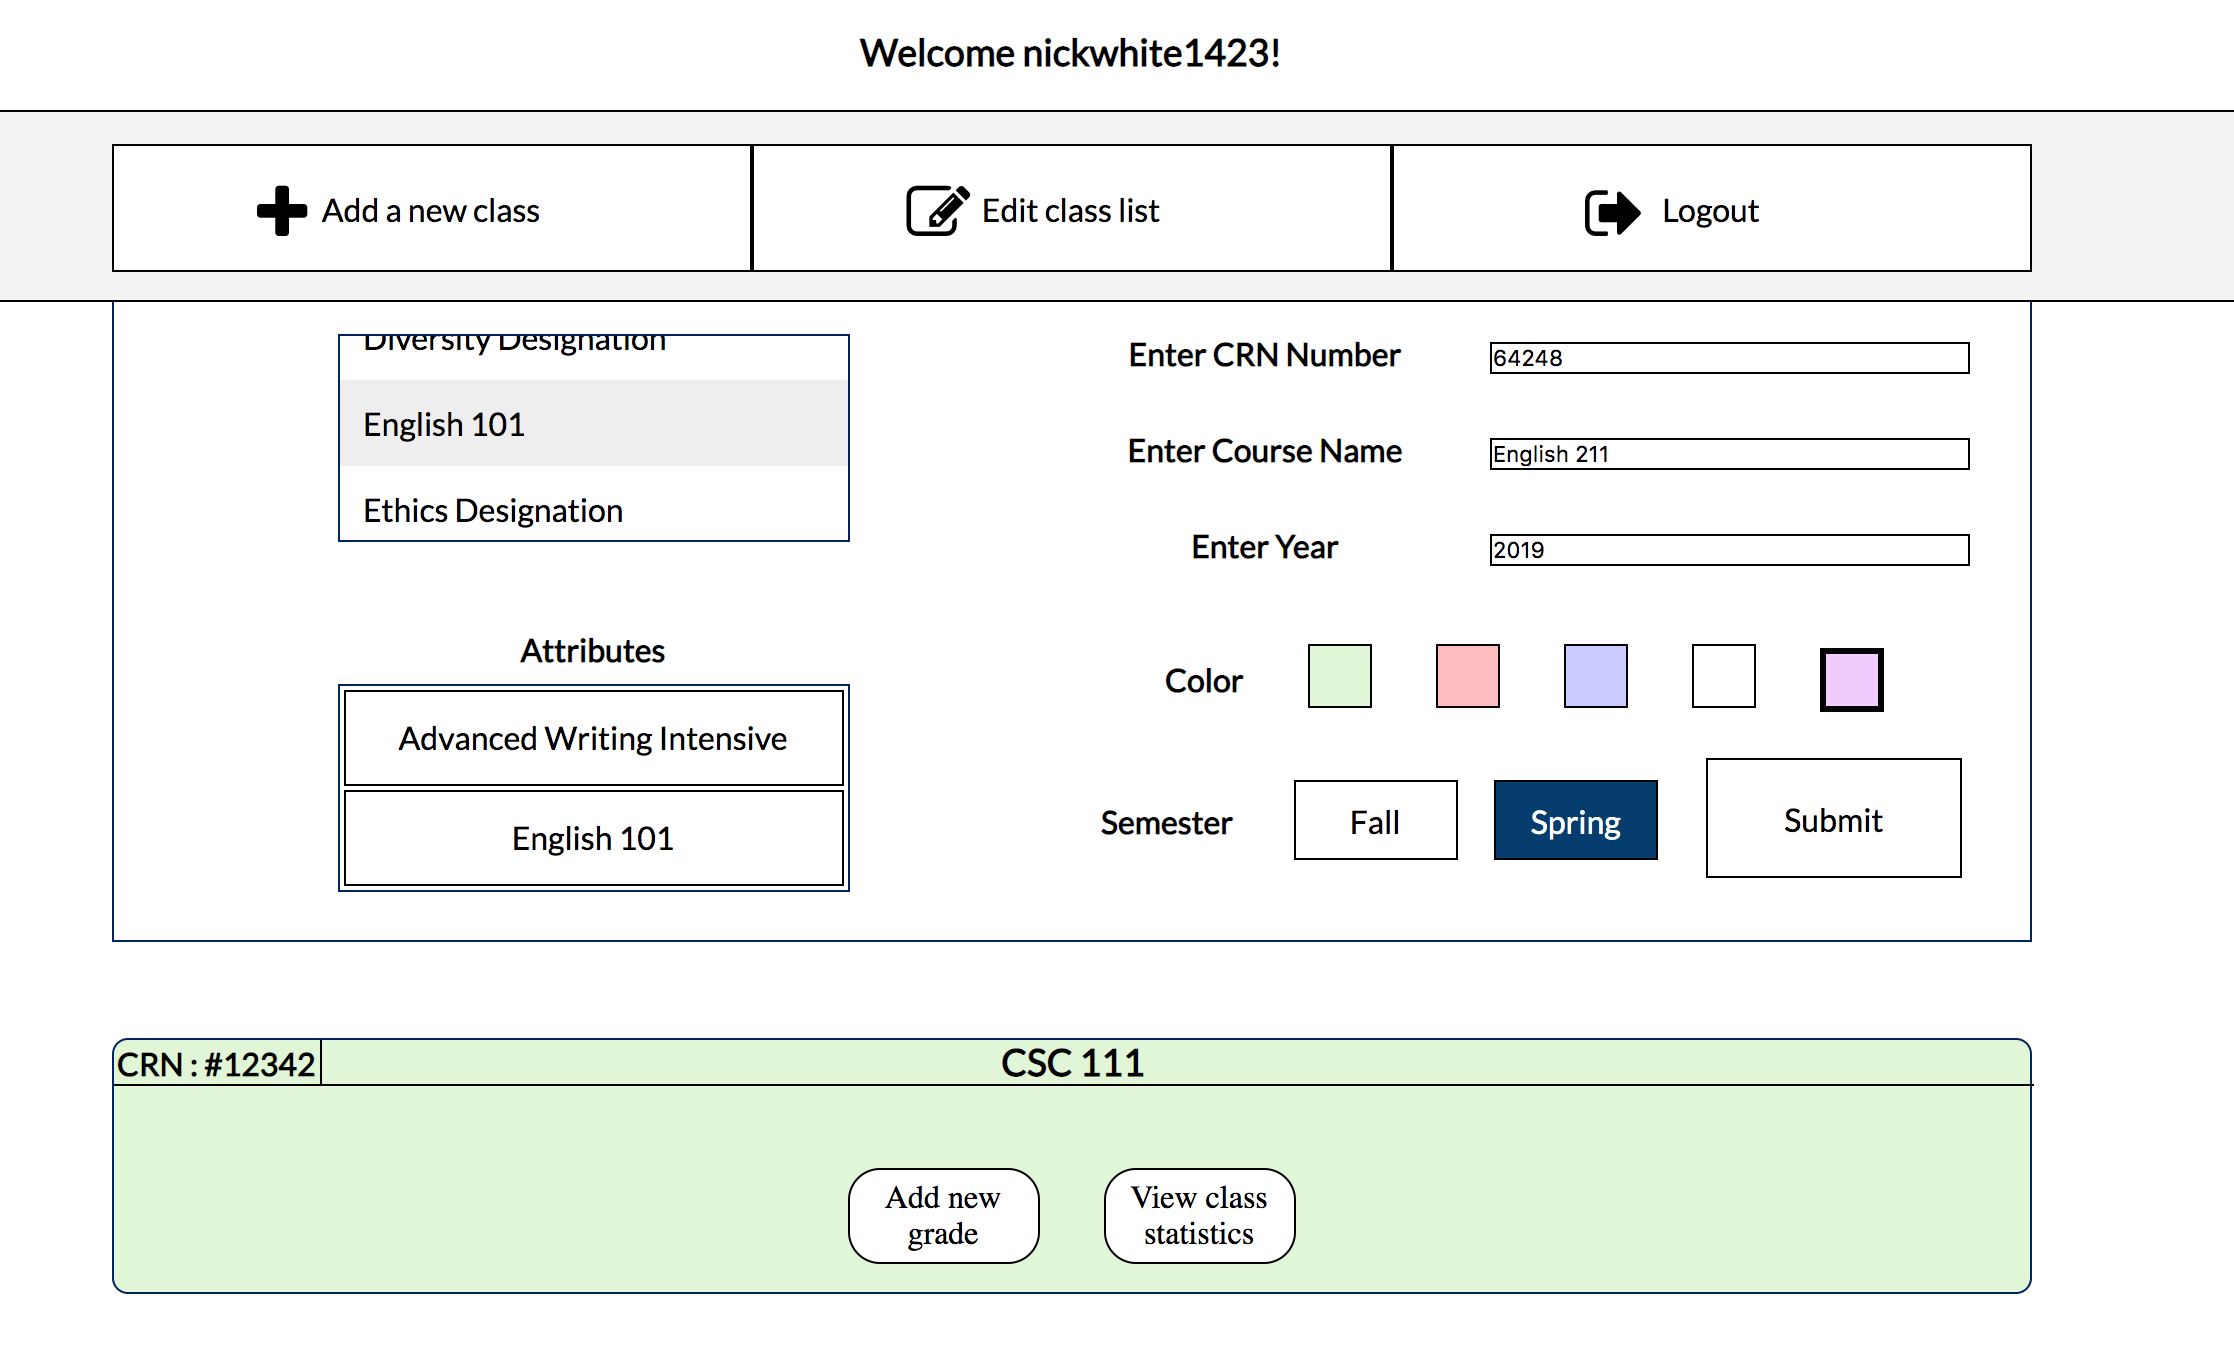 Welcome nickwhite1423!
Add a new class
Edit class list
Logout
Diversity Designation
English 101
Ethics Designation
Enter CRN Number
64248
Enter Course Name
English 211
Enter Year
2019
Attributes
Advanced Writing Intensive
English 101
Color
Semester
Fall
Spring
Submit
CRN : #12342
CSC 111
Add new
grade
View class
statistics